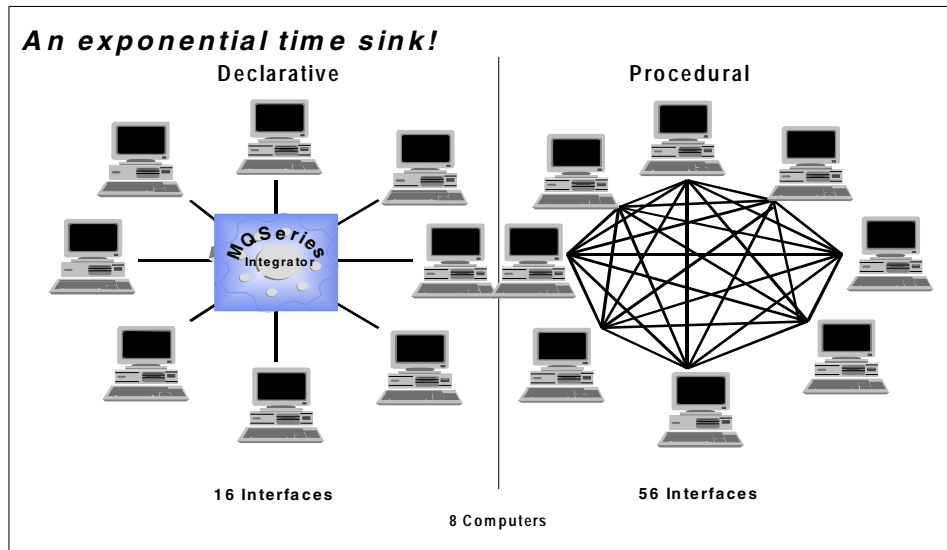 An exponential time sink!
Declarative
Procedural
MQSeries
Integrator
16 Interfaces
56 Interfaces
8 Computers